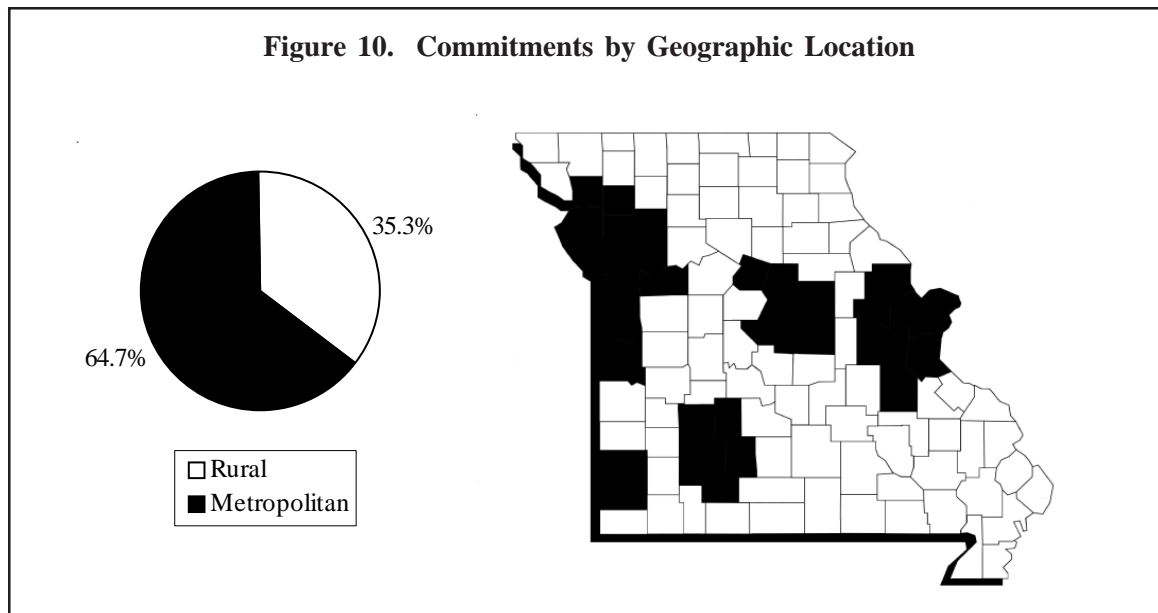 Figure 10. Commitments by Geographic Location
35.3%
64.7%
Rural
Metropolitan